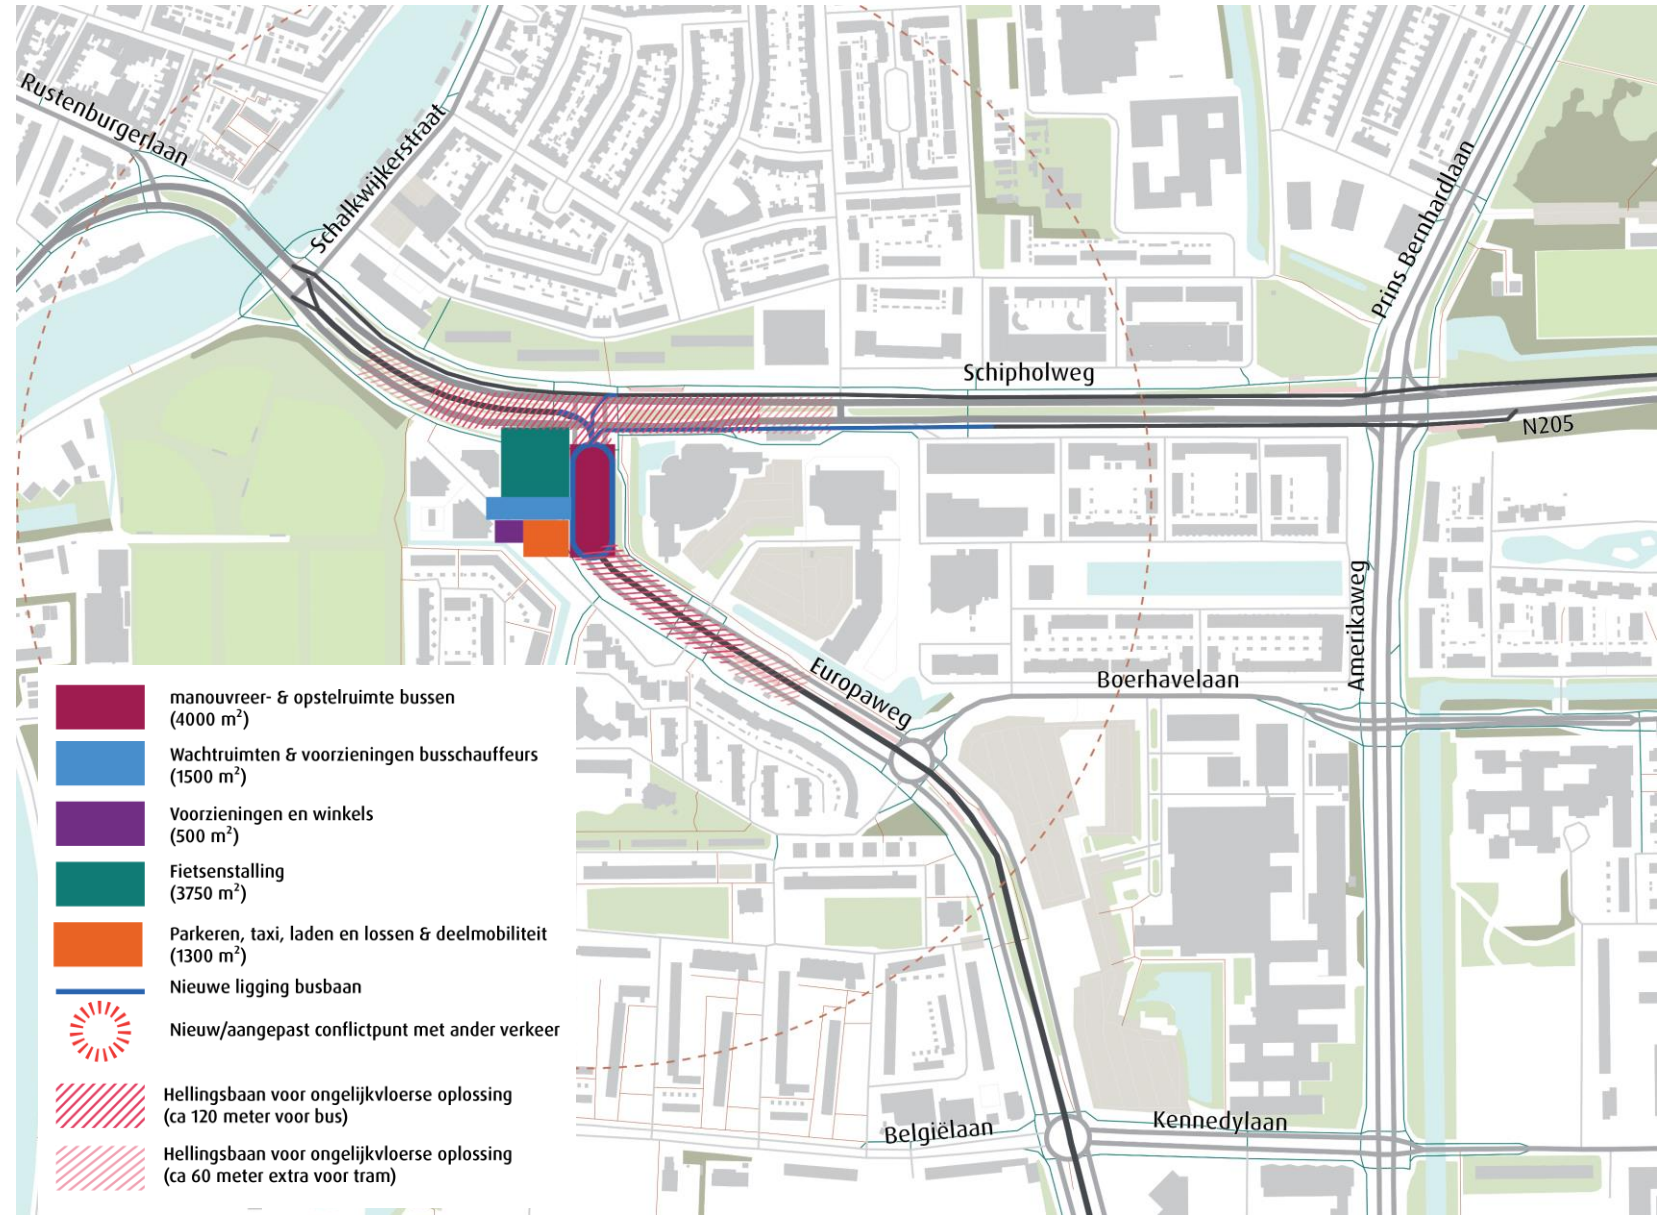 Rustenburgerlaan
Schalkwijkerstraat
Prins Bernhardlaan
Schipholweg
N205
Amerikaweg
Europaweg
Boerhavelaan
Belgiëlaan
Kennedylaan
manouvreer- & opstelruimte bussen
(4000 m²)
Wachtruimten & voorzieningen busschauffeurs
(1500 m²)
Voorzieningen en winkels
(500 m²)
Fietsenstalling
(3750 m²)
Parkeren, taxi, laden en lossen & deelmobiliteit
(1300 m²)
Nieuwe ligging busbaan
Nieuw/aangepast conflictpunt met ander verkeer
Hellingsbaan voor ongelijkvloerse oplossing
(ca 120 meter voor bus)
Hellingsbaan voor ongelijkvloerse oplossing
(ca 60 meter extra voor tram)